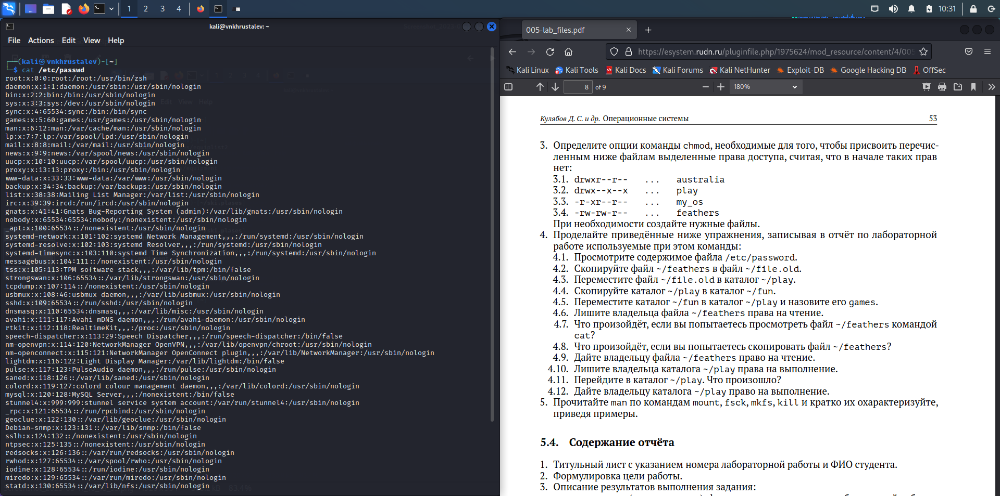 1 2 3 4
10:31
kali@vnkhrustalev: ~
File Actions Edit View Help
(kali㉿vnkhrustalev)-[~]
$ cat /etc/passwd
root:x:0:0:root:/root:/usr/bin/zsh
daemon:x:1:1:daemon:/usr/sbin:/usr/sbin/nologin
bin:x:2:2:bin:/bin:/usr/sbin/nologin
sys:x:3:3:sys:/dev:/usr/sbin/nologin
sync:x:4:65534:sync:/bin:/bin/sync
games:x:5:60:games:/usr/games:/usr/sbin/nologin
man:x:6:12:man:/var/cache/man:/usr/sbin/nologin
lp:x:7:7:lp:/var/spool/lpd:/usr/sbin/nologin
mail:x:8:8:mail:/var/mail:/usr/sbin/nologin
news:x:9:9:news:/var/spool/news:/usr/sbin/nologin
uucp:x:10:10:uucp:/var/spool/uucp:/usr/sbin/nologin
proxy:x:13:13:proxy:/bin:/usr/sbin/nologin
www-data:x:33:33:www-data:/var/www:/usr/sbin/nologin
backup:x:34:34:backup:/var/backups:/usr/sbin/nologin
list:x:38:38:Mailing List Manager:/var/list:/usr/sbin/nologin
irc:x:39:39:ircd:/run/ircd:/usr/sbin/nologin
gnats:x:41:41:Gnats Bug-Reporting System (admin):/var/lib/gnats:/usr/sbin/nologin
nobody:x:65534:65534:nobody:/nonexistent:/usr/sbin/nologin
_apt:x:100:65534::/nonexistent:/usr/sbin/nologin
systemd-network:x:101:102:systemd Network Management,,,:/run/systemd:/usr/sbin/nologin
systemd-resolve:x:102:103:systemd Resolver,,,:/run/systemd:/usr/sbin/nologin
systemd-timesync:x:103:110:systemd Time Synchronization,,,:/run/systemd:/usr/sbin/nologin
messagebus:x:104:111::/nonexistent:/usr/sbin/nologin
tss:x:105:113:TPM software stack,,,:/var/lib/tpm:/bin/false
strongswan:x:106:65534::/var/lib/strongswan:/usr/sbin/nologin
tcpdump:x:107:114::/nonexistent:/usr/sbin/nologin
usbmux:x:108:46:usbmux daemon,,,:/var/lib/usbmux:/usr/sbin/nologin
sshd:x:109:65534::/run/sshd:/usr/sbin/nologin
dnsmasq:x:110:65534:dnsmasq,,,:/var/lib/misc:/usr/sbin/nologin
avahi:x:111:117:Avahi mDNS daemon,,,:/run/avahi-daemon:/usr/sbin/nologin
rtkit:x:112:118:RealtimeKit,,,:/proc:/usr/sbin/nologin
speech-dispatcher:x:113:29:Speech Dispatcher,,,:/run/speech-dispatcher:/bin/false
nm-openvpn:x:114:120:NetworkManager OpenVPN,,,:/var/lib/openvpn/chroot:/usr/sbin/nologin
nm-openconnect:x:115:121:NetworkManager OpenConnect plugin,,,:/var/lib/NetworkManager:/usr/sbin/nologin
lightdm:x:116:122:Light Display Manager:/var/lib/lightdm:/bin/false
pulse:x:117:123:PulseAudio daemon,,,:/run/pulse:/usr/sbin/nologin
saned:x:118:126::/var/lib/saned:/usr/sbin/nologin
colord:x:119:127:colord colour management daemon,,,:/var/lib/colord:/usr/sbin/nologin
mysql:x:120:128:MySQL Server,,,:/nonexistent:/bin/false
stunnel4:x:999:999:stunnel service system account:/var/run/stunnel4:/usr/sbin/nologin
_rpc:x:121:65534::/run/rpcbind:/usr/sbin/nologin
geoclue:x:122:130::/var/lib/geoclue:/usr/sbin/nologin
Debian-snmp:x:123:131::/var/lib/snmp:/bin/false
sslh:x:124:132::/nonexistent:/usr/sbin/nologin
ntpsec:x:125:135::/nonexistent:/usr/sbin/nologin
redsocks:x:126:136::/var/run/redsocks:/usr/sbin/nologin
rwhod:x:127:65534::/var/spool/rwho:/usr/sbin/nologin
iodine:x:128:65534::/run/iodine:/usr/sbin/nologin
miredo:x:129:65534::/var/run/miredo:/usr/sbin/nologin
statd:x:130:65534::/var/lib/nfs:/usr/sbin/nologin
005-lab_files.pdf
https://esystem.rudn.ru/pluginfile.php/1975624/mod_resource/content/4/005
Kali Linux Kali Tools Kali Docs Kali Forums Kali NetHunter Exploit-DB Google Hacking DB OffSec
8 of 9 180%
Кулябов Д. С. и др. Операционные системы 53
3. Определите опции команды chmod, необходимые для того, чтобы присвоить перечис-
ленным ниже файлам выделенные права доступа, считая, что в начале таких прав
нет:
3.1. drwxr--r-- ... australia
3.2. drwx--x--x ... play
3.3. -r-xr--r-- ... my_os
3.4. -rw-rw-r-- ... feathers
При необходимости создайте нужные файлы.
4. Проделайте приведённые ниже упражнения, записывая в отчёт по лабораторной
работе используемые при этом команды:
4.1. Просмотрите содержимое файла /etc/password.
4.2. Скопируйте файл ~/feathers в файл ~/file.old.
4.3. Переместите файл ~/file.old в каталог ~/play.
4.4. Скопируйте каталог ~/play в каталог ~/fun.
4.5. Переместите каталог ~/fun в каталог ~/play и назовите его games.
4.6. Лишите владельца файла ~/feathers права на чтение.
4.7. Что произойдёт, если вы попытаетесь просмотреть файл ~/feathers командой
cat?
4.8. Что произойдёт, если вы попытаетесь скопировать файл ~/feathers?
4.9. Дайте владельцу файла ~/feathers право на чтение.
4.10. Лишите владельца каталога ~/play права на выполнение.
4.11. Перейдите в каталог ~/play. Что произошло?
4.12. Дайте владельцу каталога ~/play право на выполнение.
5. Прочитайте man по командам mount, fsck, mkfs, kill и кратко их охарактеризуйте,
приведя примеры.
5.4. Содержание отчёта
1. Титульный лист с указанием номера лабораторной работы и ФИО студента.
2. Формулировка цели работы.
3. Описание результатов выполнения задания: